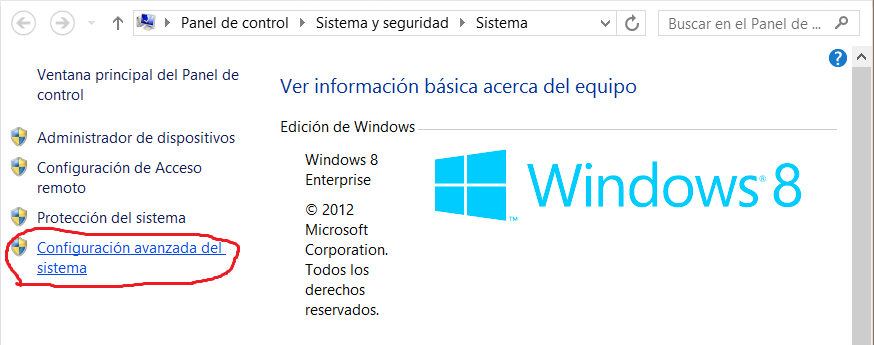 Panel de control Sistema y seguridad Sistema
Buscar en el Panel de ...
Ventana principal del Panel de
control
Administrador de dispositivos
Configuración de Acceso
remoto
Protección del sistema
Configuración avanzada del
sistema
?
Ver información básica acerca del equipo
Edición de Windows
Windows 8
Enterprise
© 2012
Microsoft
Corporation.
Todos los
derechos
reservados.
Windows® 8
™